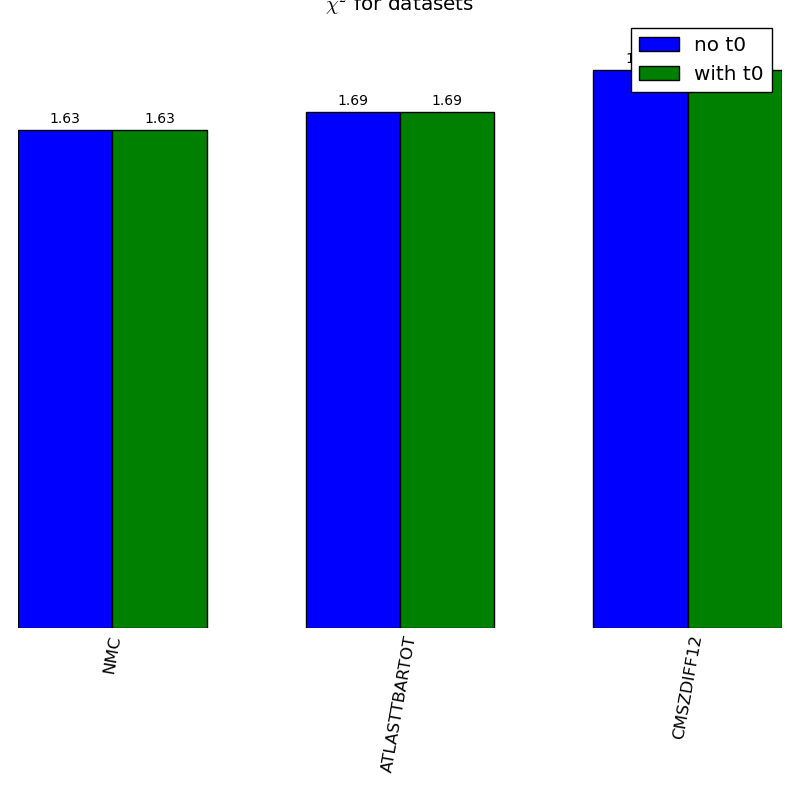 χ² for datasets
no t0
with t0
1.63 1.63 1.69 1.69
NMC
ATLASTTBARTOT
CMSZDIFF12